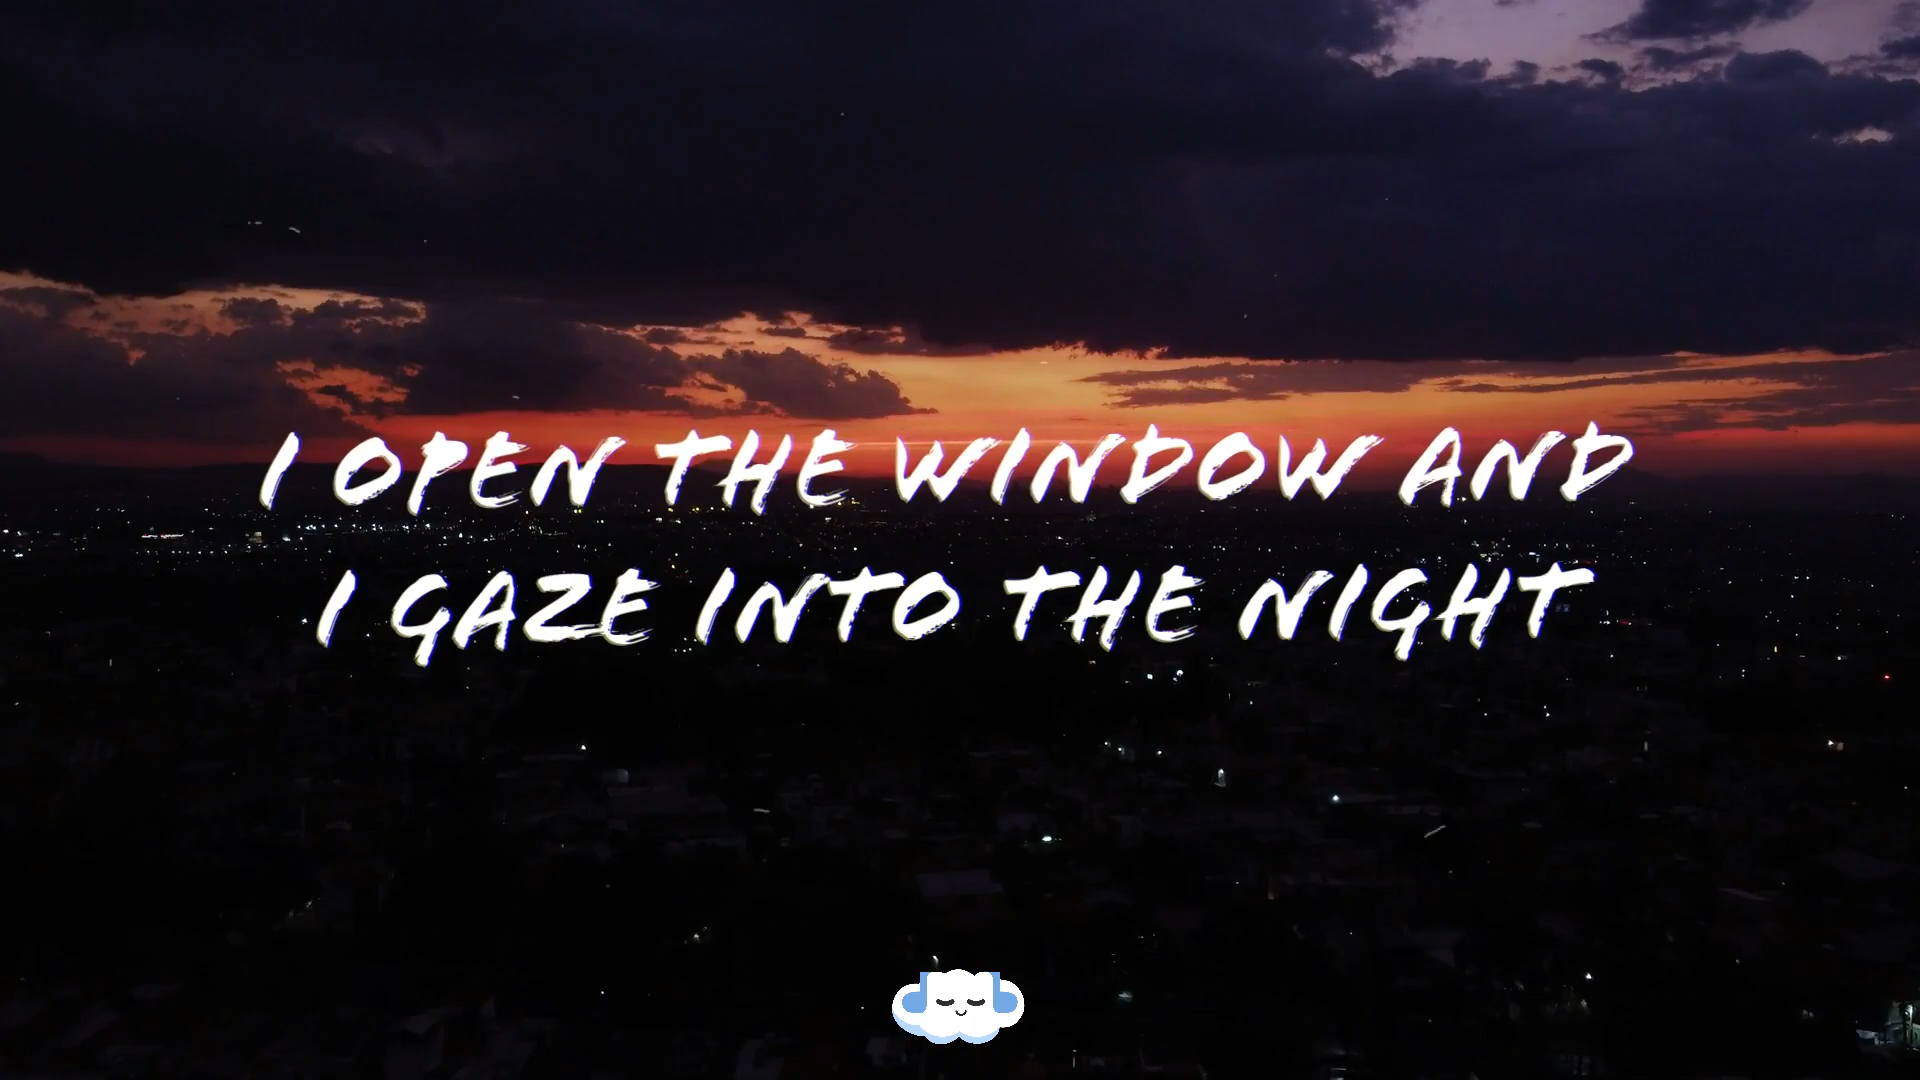 I OPEN THE WINDOW AND
I GAZE INTO THE NIGHT